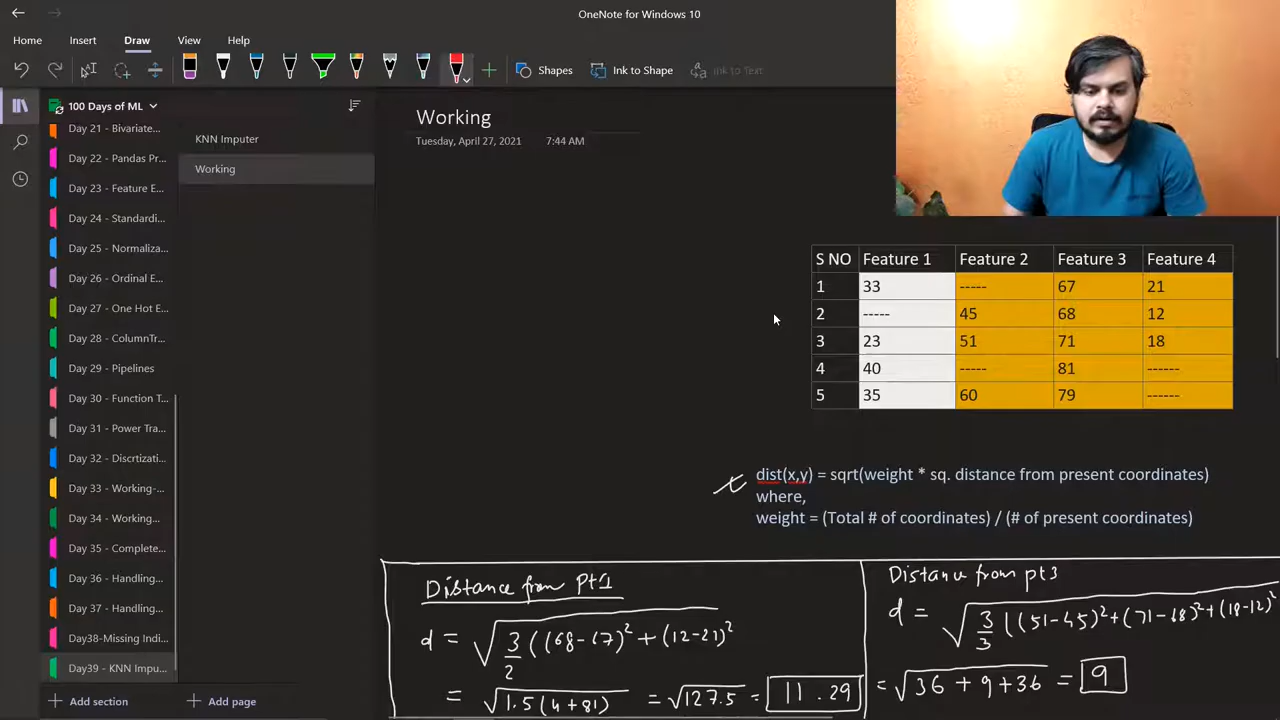 OneNote for Windows 10
Home Insert Draw View Help
Shapes Ink to Shape Ink to Text
100 Days of ML
Day 21 - Bivariate...
Day 22 - Pandas Pr...
Day 23 - Feature E...
Day 24 - Standardi...
Day 25 - Normaliza...
Day 26 - Ordinal E...
Day 27 - One Hot E...
Day 28 - ColumnTr...
Day 29 - Pipelines
Day 30 - Function T...
Day 31 - Power Tra...
Day 32 - Discrtizati...
Day 33 - Working-...
Day 34 - Working...
Day 35 - Complete...
Day 36 - Handling...
Day 37 - Handling...
Day38-Missing Indi...
Day39 - KNN Impu...
Add section Add page
KNN Imputer
Working
Working
Tuesday, April 27, 2021 7:44 AM
S NO Feature 1 Feature 2 Feature 3 Feature 4
1 33 ----- 67 21
2 ----- 45 68 12
3 23 51 71 18
4 40 ----- 81 ------
5 35 60 79 ------
dist(x,y) = sqrt(weight * sq. distance from present coordinates)
where,
weight = (Total # of coordinates) / (# of present coordinates)
Distance from Pt1
d = √3/2 ((68-67)² + (12-21)²
= √1.5(4+81) = √127.5 = 11.29
Distance from pt3
d = √3/3 ((51-45)²+(71-68)²+(18-12)²
= √36 + 9 + 36 = 9